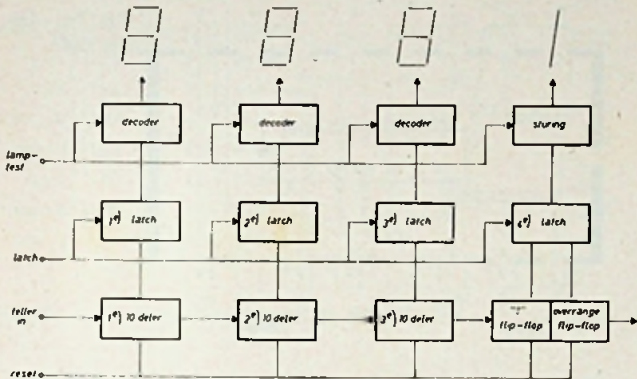 decoder decoder decoder sturing
lamp-
test
1e) latch 2e) latch 3e) latch 4e) latch
latch
teller
in
1e) 10 deler 2e) 10 deler 3e) 10 deler flip-flop overrange
flip-flop
reset